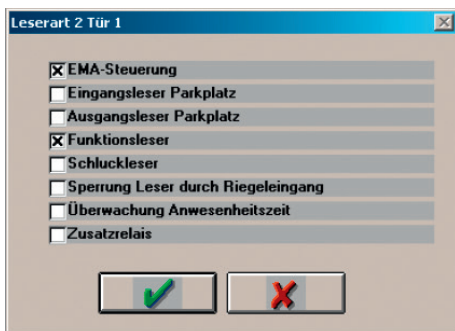 Leserart 2 Tür 1
EMA-Steuerung
Eingangsleser Parkplatz
Ausgangsleser Parkplatz
Funktionsleser
Schluckleser
Sperrung Leser durch Riegeleingang
Überwachung Anwesenheitszeit
Zusatzrelais